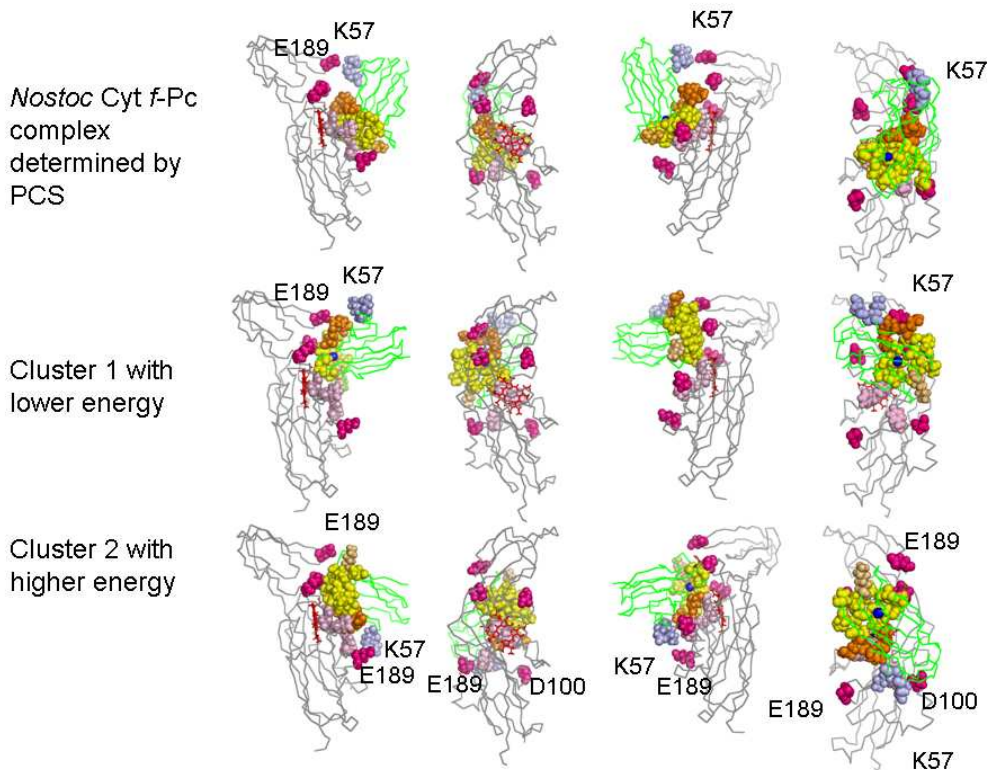 K57
K57
E189
K57
Nostoc Cyt f-Pc
complex
determined by
PCS
K57
K57
E189
Cluster 1 with
lower energy
E189
Cluster 2 with
higher energy
E189
K57
E189
E189
D100
K57
E189
E189
D100
K57